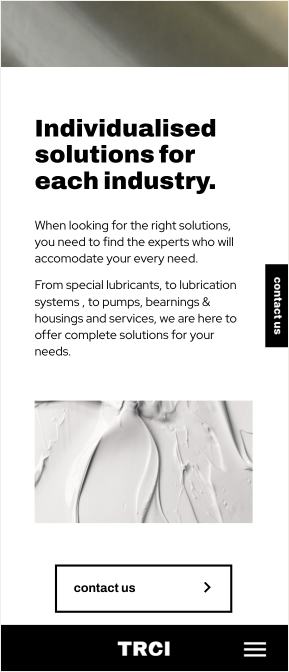 Individualised
solutions for
each industry.
When looking for the right solutions,
you need to find the experts who will
accomodate your every need.
From special lubricants, to lubrication
systems , to pumps, bearnings &
housings and services, we are here to
offer complete solutions for your
needs.
contact us
contact us
TRCI